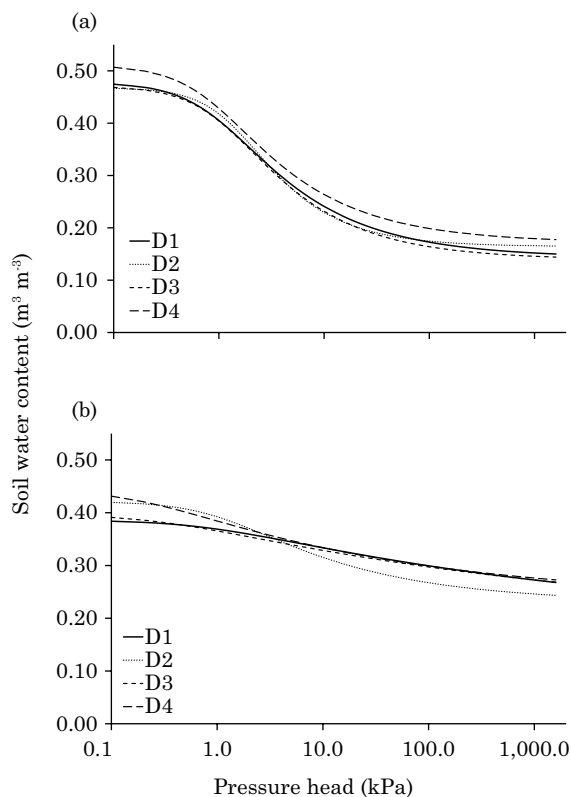 (a)
0.50
0.40
0.30
0.20
0.10
0.00
D1
D2
D3
D4
Soil water content (m³ m⁻³)
(b)
0.50
0.40
0.30
0.20
0.10
0.00
D1
D2
D3
D4
0.1 1.0 10.0 100.0 1,000.0
Pressure head (kPa)